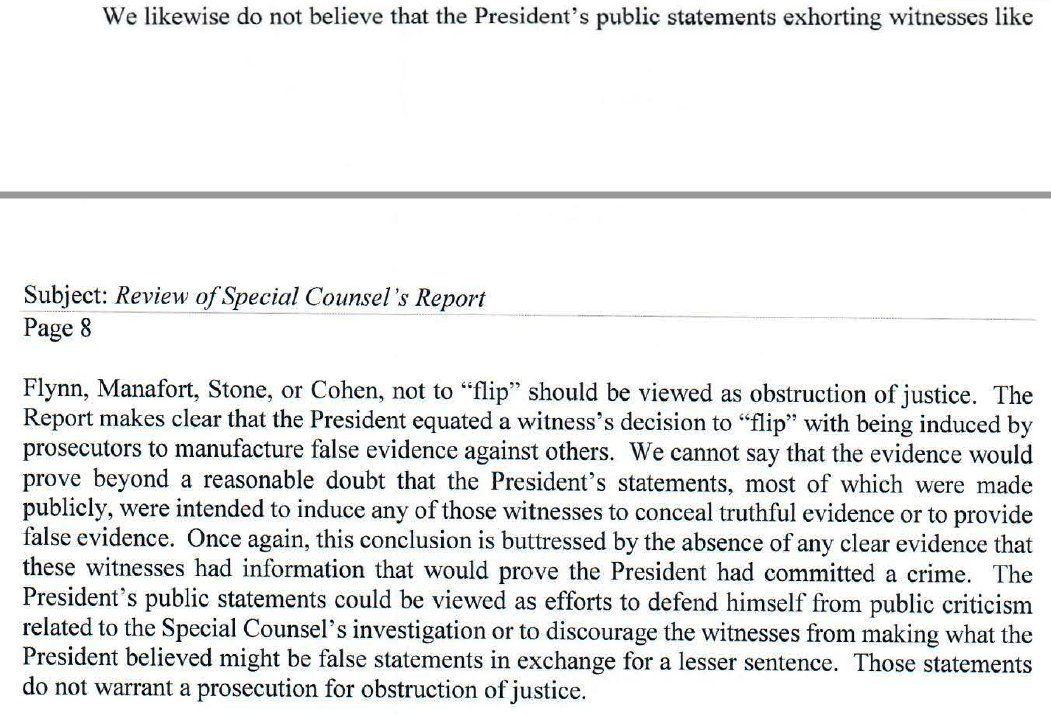 We likewise do not believe that the President's public statements exhorting witnesses like
Subject: Review of Special Counsel's Report
Page 8
Flynn, Manafort, Stone, or Cohen, not to “flip” should be viewed as obstruction of justice. The
Report makes clear that the President equated a witness's decision to “flip” with being induced by
prosecutors to manufacture false evidence against others. We cannot say that the evidence would
prove beyond a reasonable doubt that the President's statements, most of which were made
publicly, were intended to induce any of those witnesses to conceal truthful evidence or to provide
false evidence. Once again, this conclusion is buttressed by the absence of any clear evidence that
these witnesses had information that would prove the President had committed a crime. The
President's public statements could be viewed as efforts to defend himself from public criticism
related to the Special Counsel's investigation or to discourage the witnesses from making what the
President believed might be false statements in exchange for a lesser sentence. Those statements
do not warrant a prosecution for obstruction of justice.